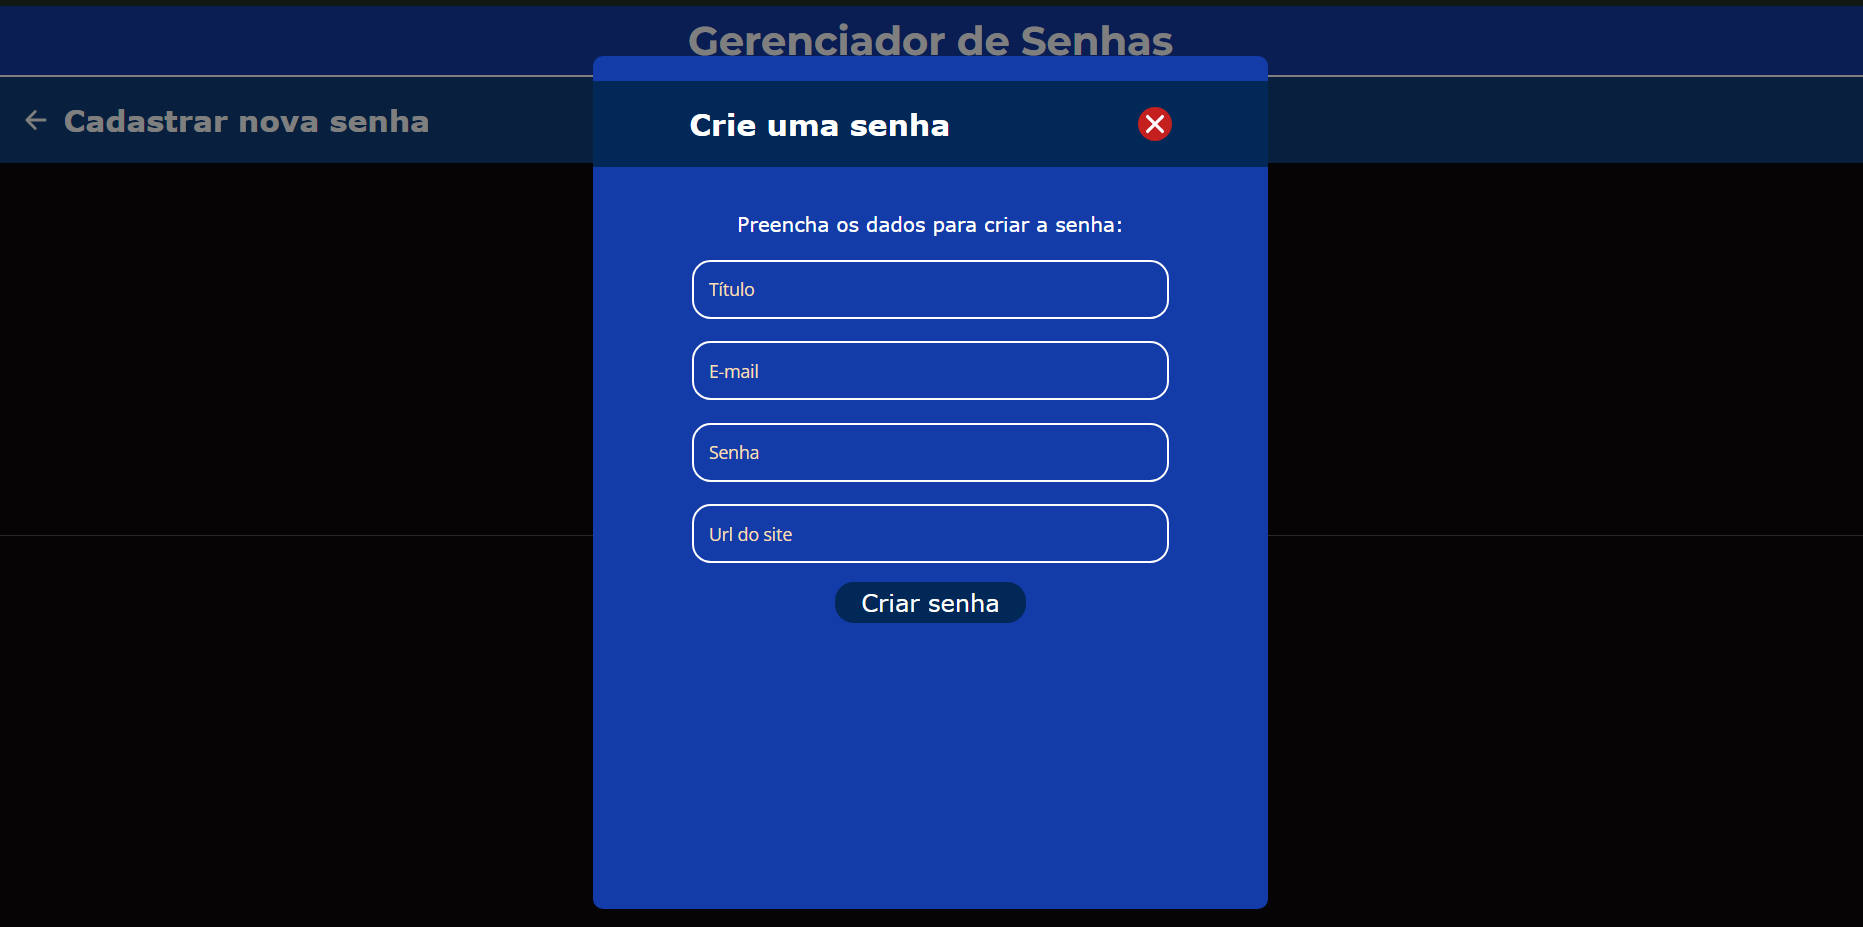 Gerenciador de Senhas
Cadastrar nova senha
Crie uma senha
Preencha os dados para criar a senha:
Título
E-mail
Senha
Url do site
Criar senha